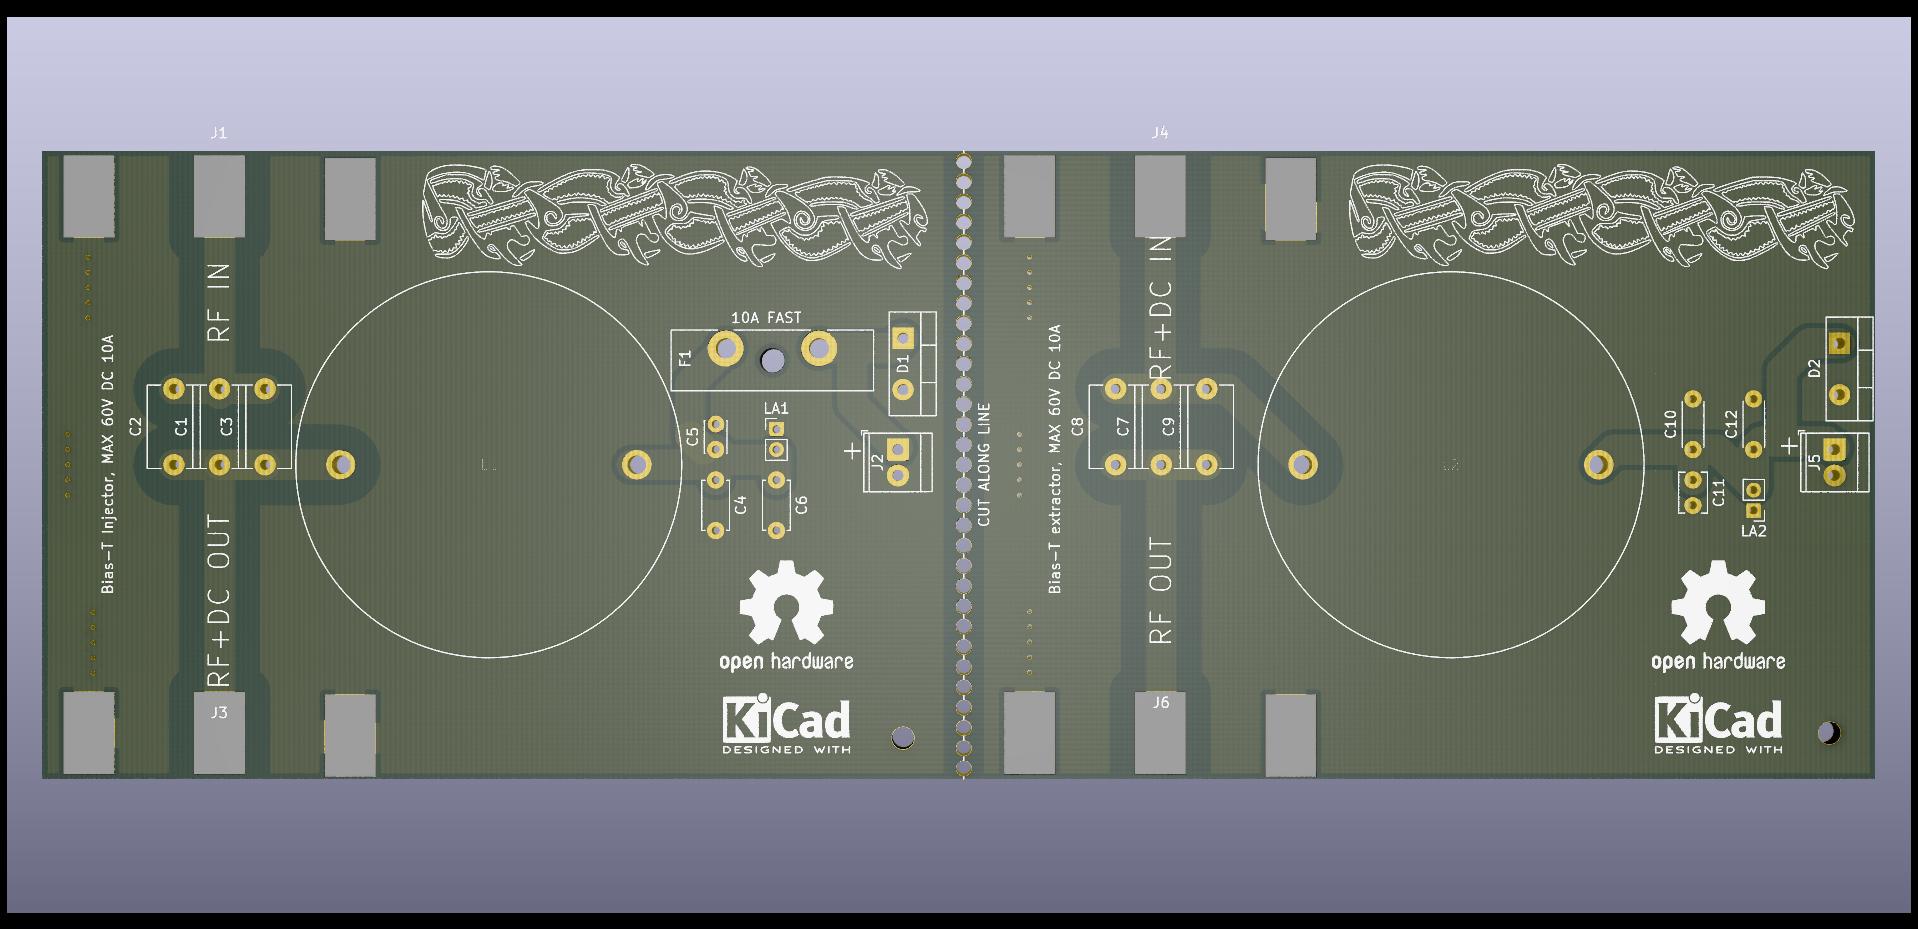 J1
J4
RF IN
RF+DC IN
10A FAST
F1
D1
D2
Bias-T Injector, MAX 60V DC 10A
Bias-T extractor, MAX 60V DC 10A
CUT ALONG LINE
C2
C1
C3
C5
LA1
+
J2
C8
C7
C9
C10
C12
+
J5
C4
C6
C11
LA2
RF+DC OUT
RF OUT
open hardware
open hardware
J3
J6
KiCad
DESIGNED WITH
KiCad
DESIGNED WITH